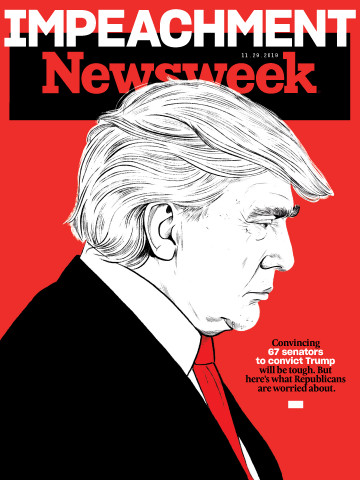 IMPEACHMENT
11.29.2019
Newsweek
Convincing
67 senators
to convict Trump
will be tough. But
here's what Republicans
are worried about.